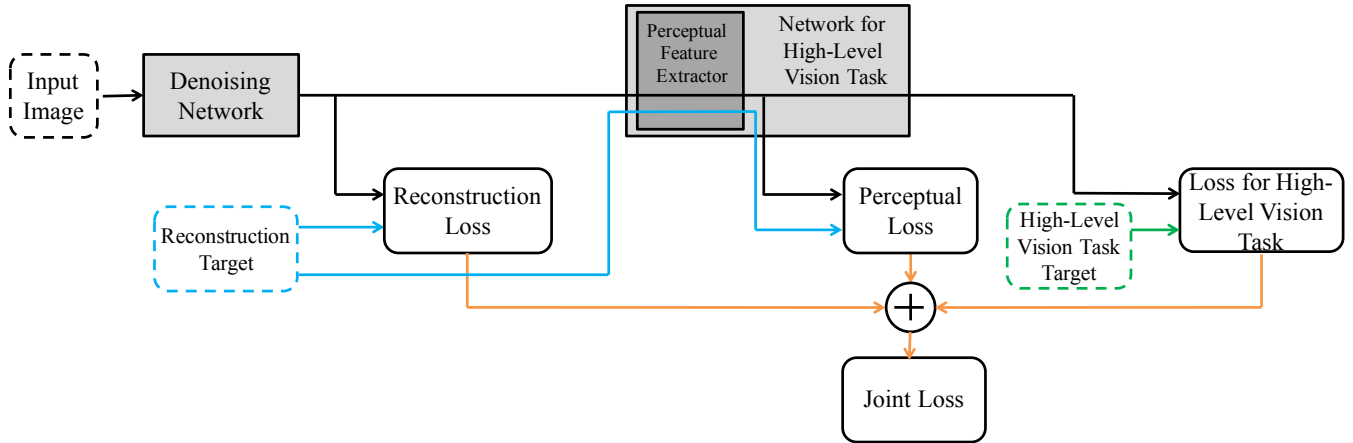 Input
Image
Denoising
Network
Perceptual
Feature
Extractor
Network for
High-Level
Vision Task
Reconstruction
Loss
Perceptual
Loss
Loss for High-
Level Vision
Task
Reconstruction
Target
High-Level
Vision Task
Target
+
Joint Loss